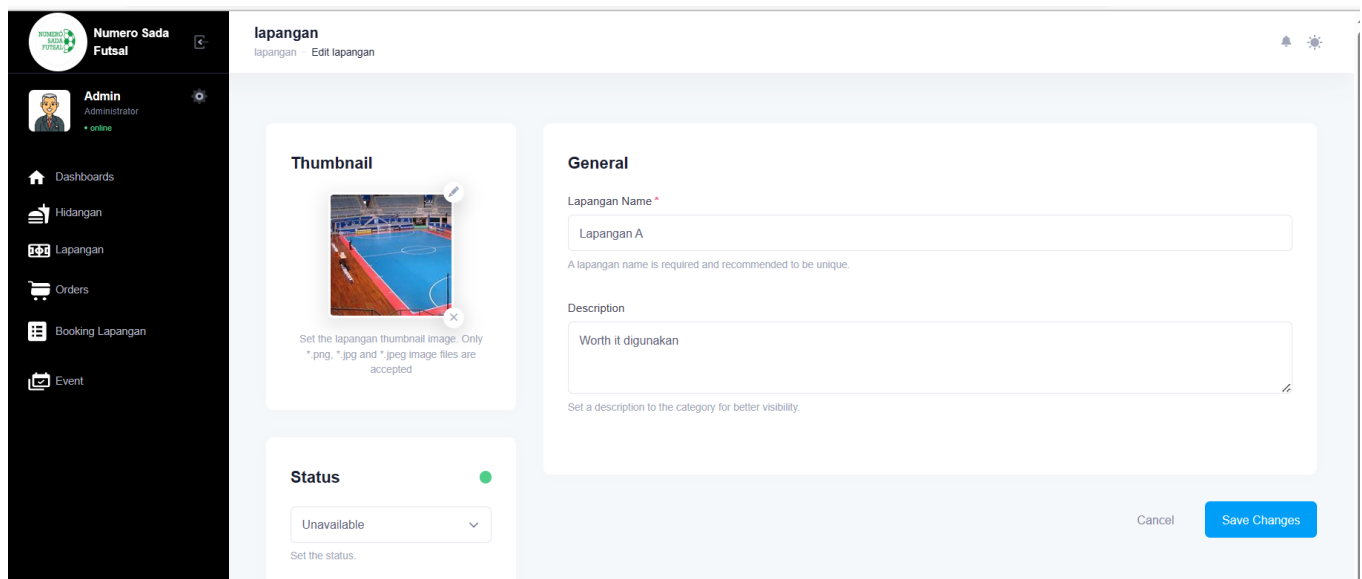 NUMERO
SADA
FUTSAL
Numero Sada
Futsal
Admin
Administrator
• online
Dashboards
Hidangan
Lapangan
Orders
Booking Lapangan
Event
lapangan
lapangan - Edit lapangan
Thumbnail
Set the lapangan thumbnail image. Only
*.png, *.jpg and *.jpeg image files are
accepted
Status
Unavailable
Set the status.
General
Lapangan Name *
Lapangan A
A lapangan name is required and recommended to be unique.
Description
Worth it digunakan
Set a description to the category for better visibility.
Cancel
Save Changes